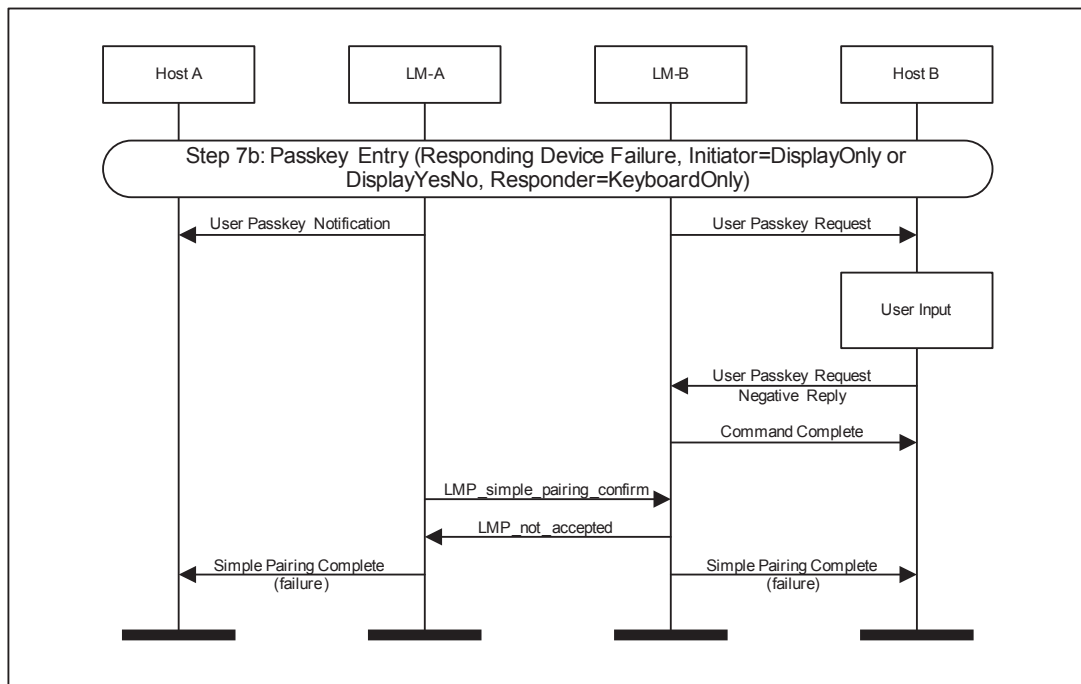 Host A
LM-A
LM-B
Host B
Step 7b: Passkey Entry (Responding Device Failure, Initiator=DisplayOnly or
DisplayYesNo, Responder=KeyboardOnly)
User Passkey Notification
User Passkey Request
User Input
User Passkey Request
Negative Reply
Command Complete
LMP_simple_pairing_confirm
LMP_not_accepted
Simple Pairing Complete
(failure)
Simple Pairing Complete
(failure)